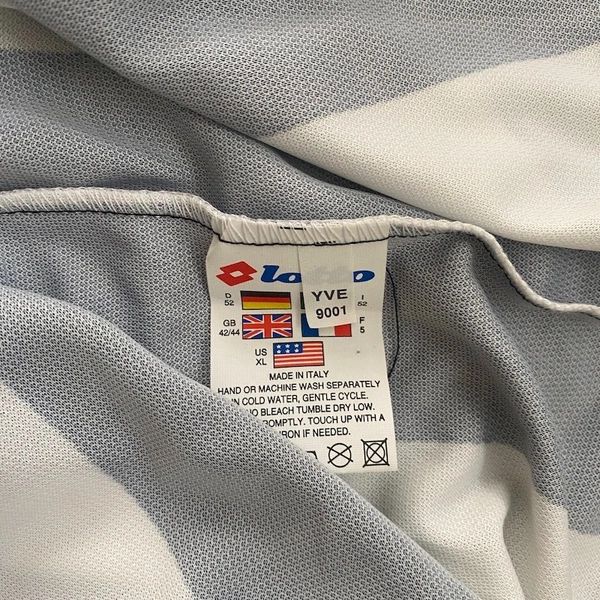 lotto
YVE
9001
D
52
I
52
GB
42/44
F
5
US
XL
MADE IN ITALY
HAND OR MACHINE WASH SEPARATELY
IN COLD WATER, GENTLE CYCLE.
NO BLEACH TUMBLE DRY LOW.
PROMPTLY. TOUCH UP WITH A
IRON IF NEEDED.